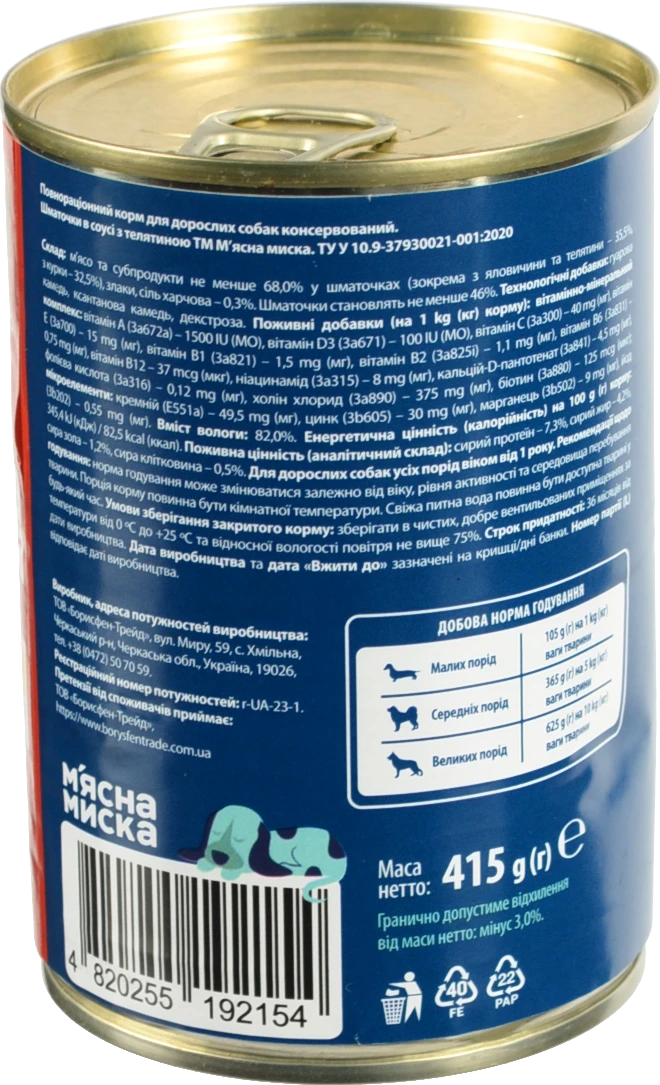 Повнораціонний корм для дорослих собак консервований.
Шматочки в соусі з телятиною ТМ М'ясна миска. ТУ У 10.9-37930021-001:2020
Склад: м'ясо та субпродукти не менше 68,0% у шматочках (зокрема з яловичини та телятини – 35,5%,
з курки – 32,5%), злаки, сіль харчова – 0,3%. Шматочки становлять не менше 46%. Технологічні добавки: гуарова
камедь, ксантанова камедь, декстроза. Поживні добавки (на 1 kg (кг) корму): вітамінно-мінеральний
комплекс: вітамін А (3а672а) – 1500 IU (МО), вітамін D3 (3а671) – 100 IU (МО), вітамін С (3а300) – 40 mg (мг), вітамін
Е (3а700) – 15 mg (мг), вітамін В1 (3а821) – 1,5 mg (мг), вітамін В2 (3а825i) – 1,1 mg (мг), вітамін В6 (3а831) –
0,75 mg (мг), вітамін В12 – 37 mcg (мкг), ніацинамід (3а315) – 8 mg (мг), кальцій-D-пантотенат (3а841) – 4,5 mg (мг),
фолієва кислота (3а316) – 0,12 mg (мг), холін хлорид (3а890) – 375 mg (мг), біотин (3а880) – 125 mcg (мкг),
мікроелементи: кремній (Е551а) – 49,5 mg (мг), цинк (3b605) – 30 mg (мг), марганець (3b502) – 9 mg (мг), йод
(3b202) – 0,55 mg (мг). Вміст вологи: 82,0%. Енергетична цінність (калорійність) на 100 g (г) корму:
345,4 kJ (кДж) / 82,5 kcal (ккал). Поживна цінність (аналітичний склад): сирий протеїн – 7,3%, сирий жир – 4,2%,
сира зола – 1,2%, сира клітковина – 0,5%. Для дорослих собак усіх порід віком від 1 року. Рекомендації щодо
годування: норма годування може змінюватися залежно від віку, рівня активності та середовища перебування
тварини. Порція корму повинна бути кімнатної температури. Свіжа питна вода повинна бути доступна тварині у
будь-який час. Умови зберігання закритого корму: зберігати в чистих, добре вентильованих приміщеннях за
температури від 0 °С до +25 °С та відносної вологості повітря не вище 75%. Строк придатності: 36 місяців від
дати виробництва. Дата виробництва та дата «Вжити до» зазначені на кришці/дні банки. Номер партії (L)
відповідає даті виробництва.
Виробник, адреса потужностей виробництва:
ТОВ «Борисфен-Трейд», вул. Миру, 59, с. Хмільна,
Черкаський р-н, Черкаська обл., Україна, 19026,
тел. +38 (0472) 50 70 59.
Реєстраційний номер потужностей: r-UA-23-1.
Претензії від споживачів приймає:
ТОВ «Борисфен-Трейд»,
https://www.borysfentrade.com.ua
ДОБОВА НОРМА ГОДУВАННЯ
Малих порід 105 g (г) на 1 kg (кг) ваги тварини
Середніх порід 365 g (г) на 5 kg (кг) ваги тварини
Великих порід 625 g (г) на 10 kg (кг) ваги тварини
м'ясна
миска
Маса
нетто: 415 g (г) ℮
Гранично допустиме відхилення
від маси нетто: мінус 3,0%.
4 820255 192154
40
FE
22
PAP